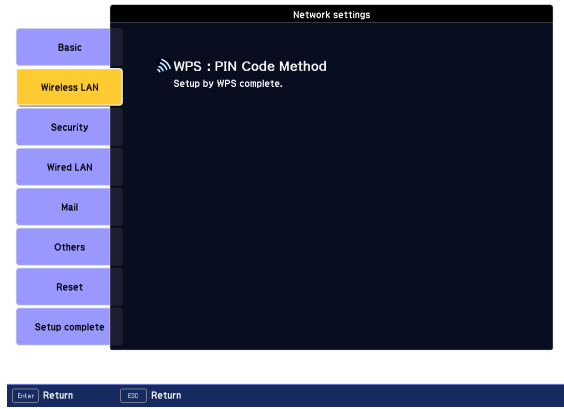 Network settings
Basic
Wireless LAN
Security
Wired LAN
Mail
Others
Reset
Setup complete
WPS : PIN Code Method
Setup by WPS complete.
Enter Return
ESC Return